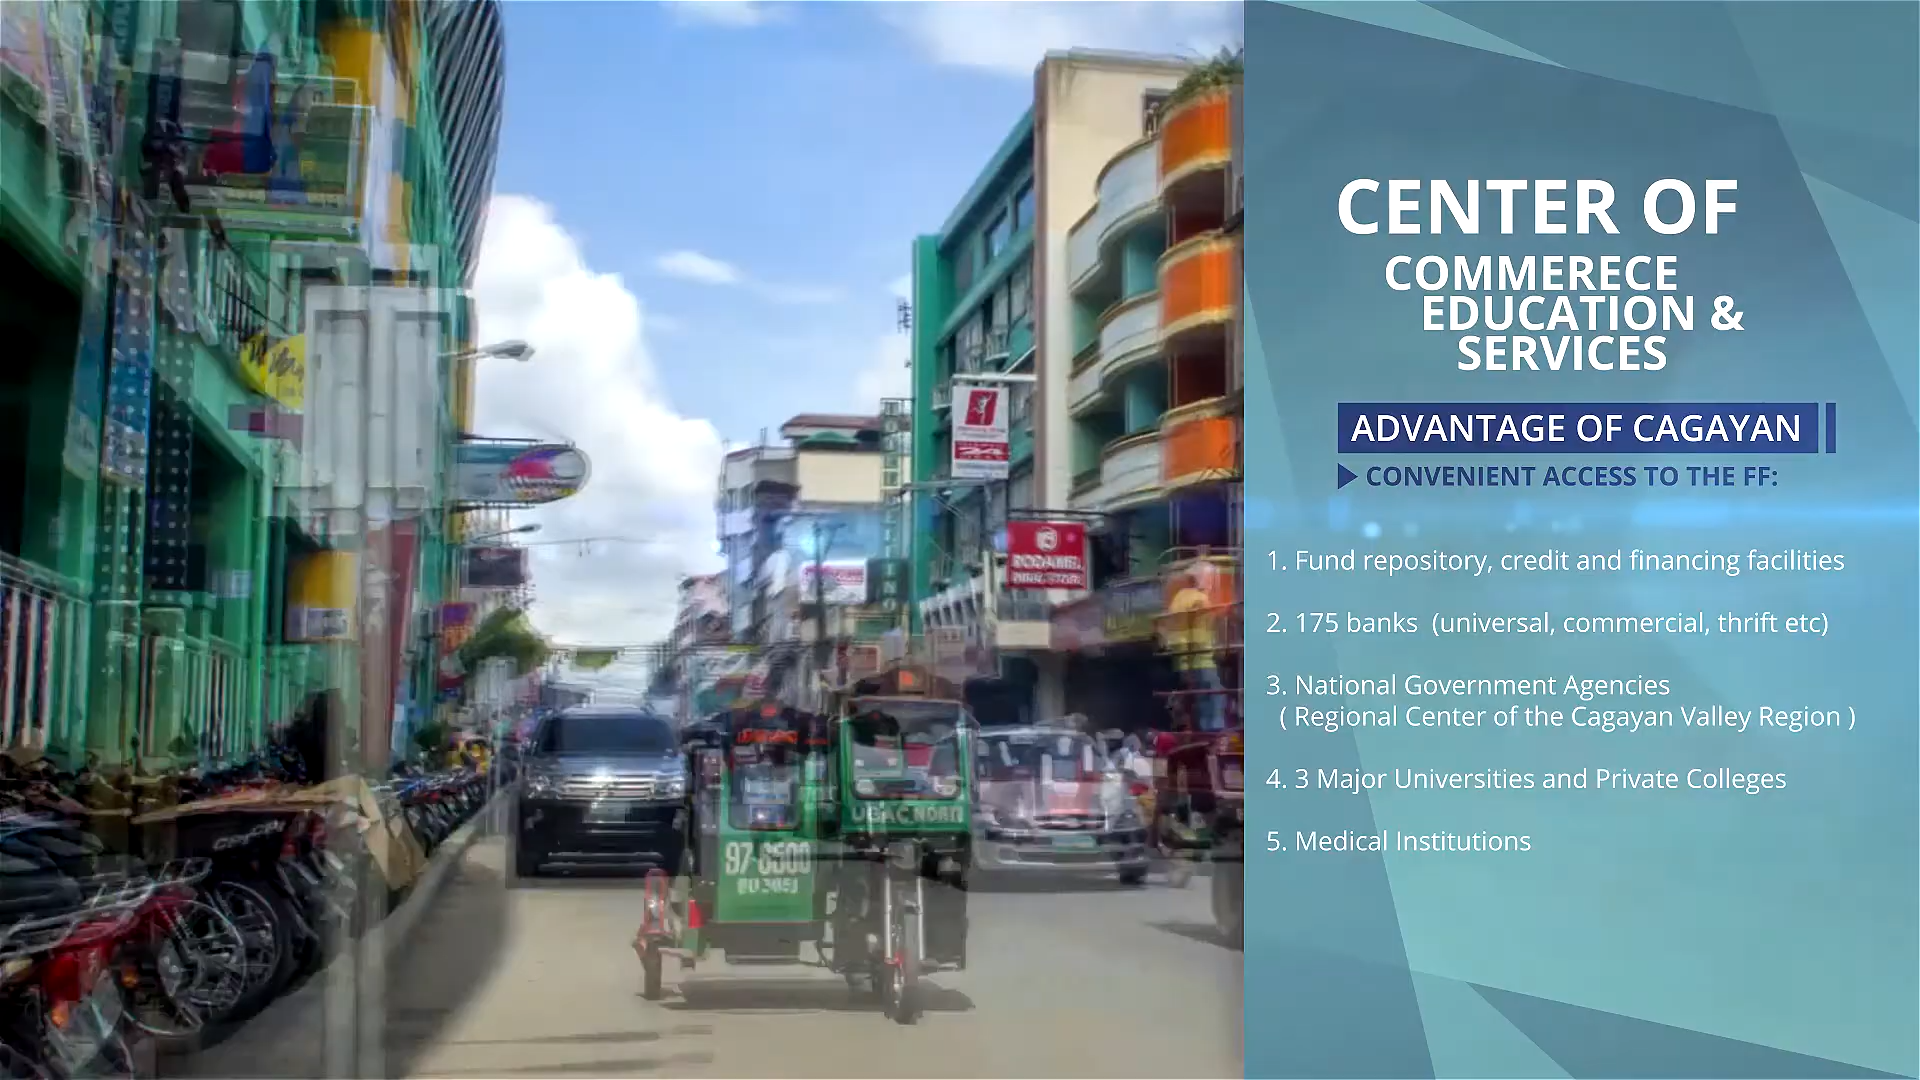 CENTER OF
COMMERECE
EDUCATION &
SERVICES
ADVANTAGE OF CAGAYAN
CONVENIENT ACCESS TO THE FF:
1. Fund repository, credit and financing facilities
2. 175 banks (universal, commercial, thrift etc)
3. National Government Agencies
( Regional Center of the Cagayan Valley Region )
4. 3 Major Universities and Private Colleges
5. Medical Institutions
UGAC NORTE